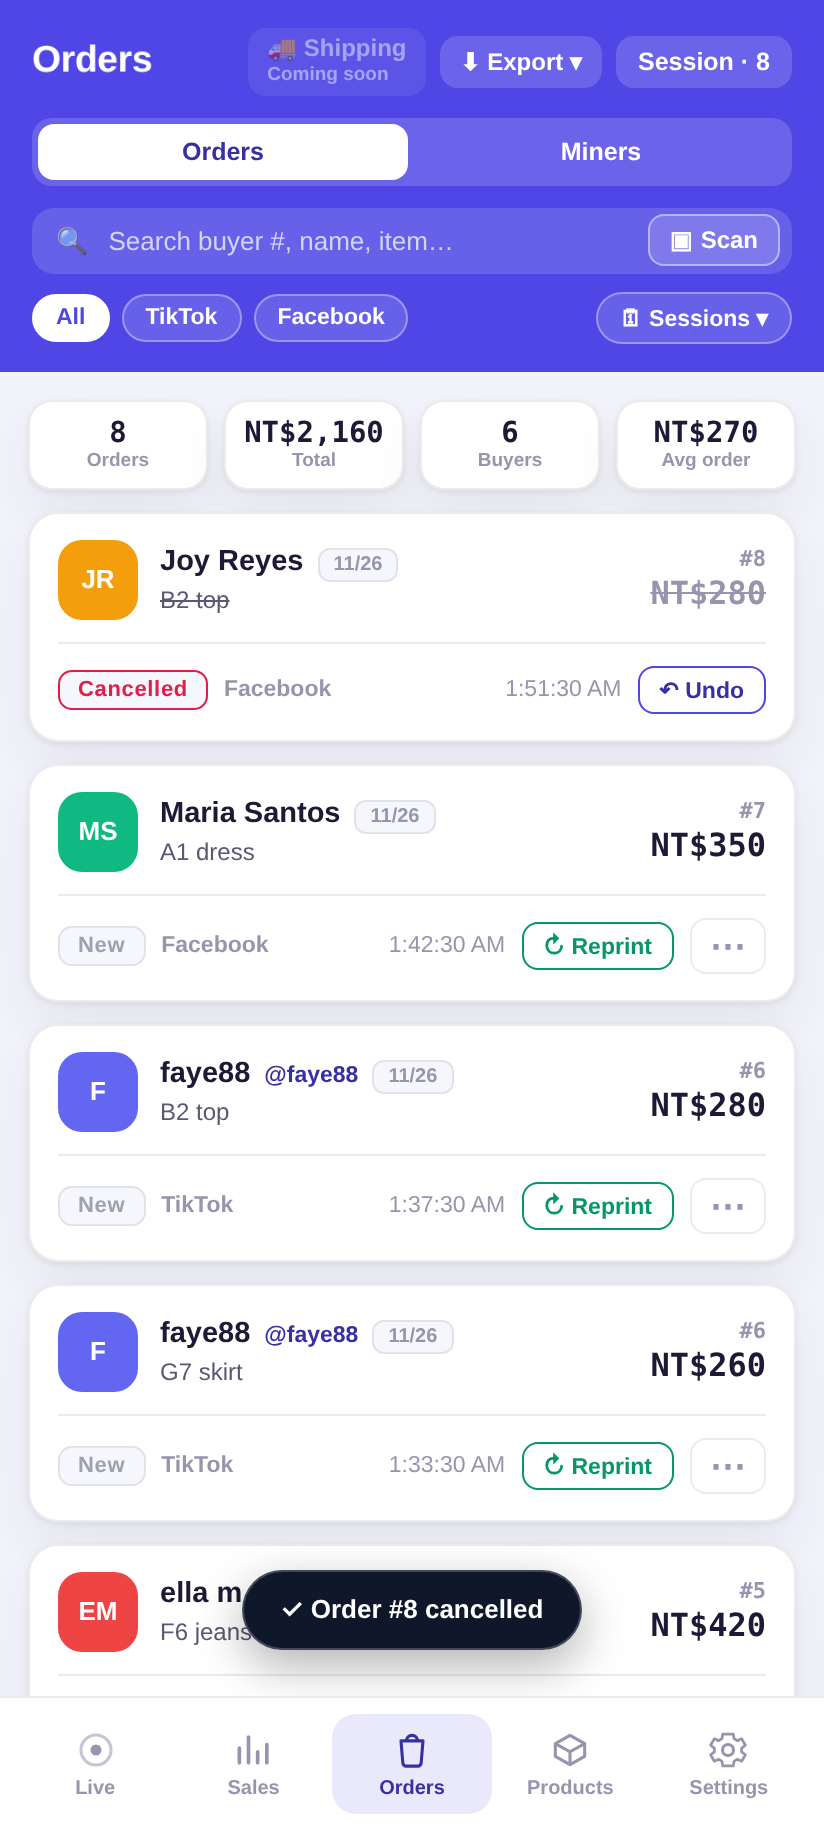 Orders
🚚 Shipping
Coming soon
⬇ Export ▾
Session · 8
Orders
Miners
🔍 Search buyer #, name, item…
▣ Scan
All
TikTok
Facebook
🗓 Sessions ▾
8
Orders
NT$2,160
Total
6
Buyers
NT$270
Avg order
JR
Joy Reyes 11/26
#8
B2 top
NT$280
Cancelled Facebook
1:51:30 AM
↶ Undo
MS
Maria Santos 11/26
#7
A1 dress
NT$350
New Facebook
1:42:30 AM
↻ Reprint
⋯
F
faye88 @faye88 11/26
#6
B2 top
NT$280
New TikTok
1:37:30 AM
↻ Reprint
⋯
F
faye88 @faye88 11/26
#6
G7 skirt
NT$260
New TikTok
1:33:30 AM
↻ Reprint
⋯
EM
ella m
#5
F6 jeans
NT$420
✓ Order #8 cancelled
Live
Sales
Orders
Products
Settings